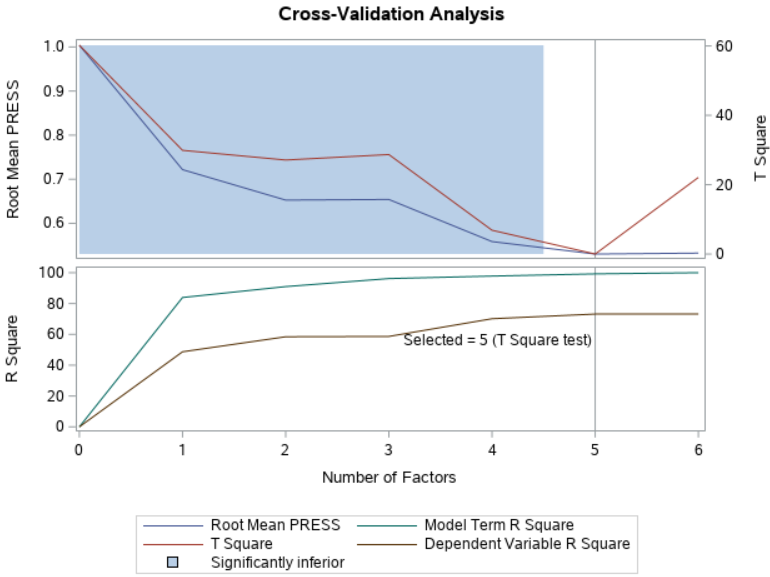 Cross-Validation Analysis
Root Mean PRESS
1.0
0.9
0.8
0.7
0.6
60
40
20
0
T Square
R Square
100
80
60
40
20
0
Selected = 5 (T Square test)
0 1 2 3 4 5 6
Number of Factors
Root Mean PRESS Model Term R Square
T Square Dependent Variable R Square
Significantly inferior